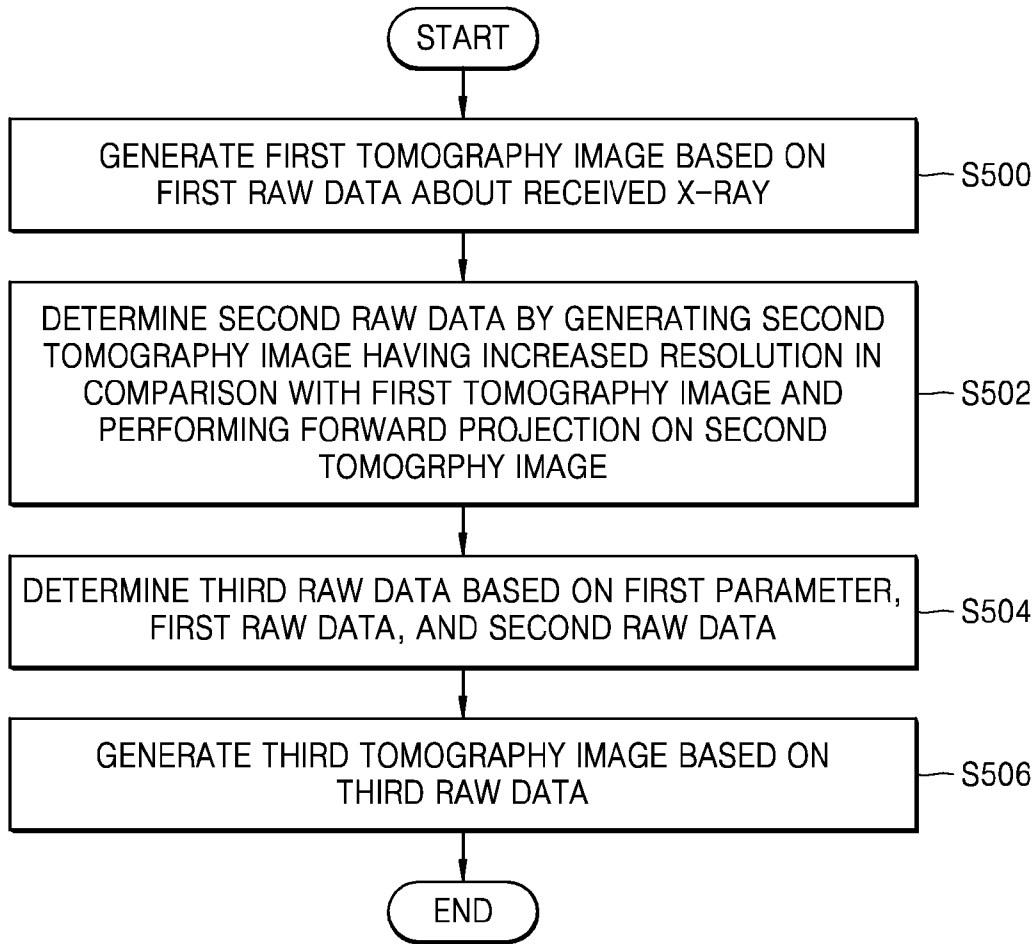 START
GENERATE FIRST TOMOGRAPHY IMAGE BASED ON
FIRST RAW DATA ABOUT RECEIVED X-RAY
S500
DETERMINE SECOND RAW DATA BY GENERATING SECOND
TOMOGRAPHY IMAGE HAVING INCREASED RESOLUTION IN
COMPARISON WITH FIRST TOMOGRAPHY IMAGE AND
PERFORMING FORWARD PROJECTION ON SECOND
TOMOGRPHY IMAGE
S502
DETERMINE THIRD RAW DATA BASED ON FIRST PARAMETER,
FIRST RAW DATA, AND SECOND RAW DATA
S504
GENERATE THIRD TOMOGRAPHY IMAGE BASED ON
THIRD RAW DATA
S506
END